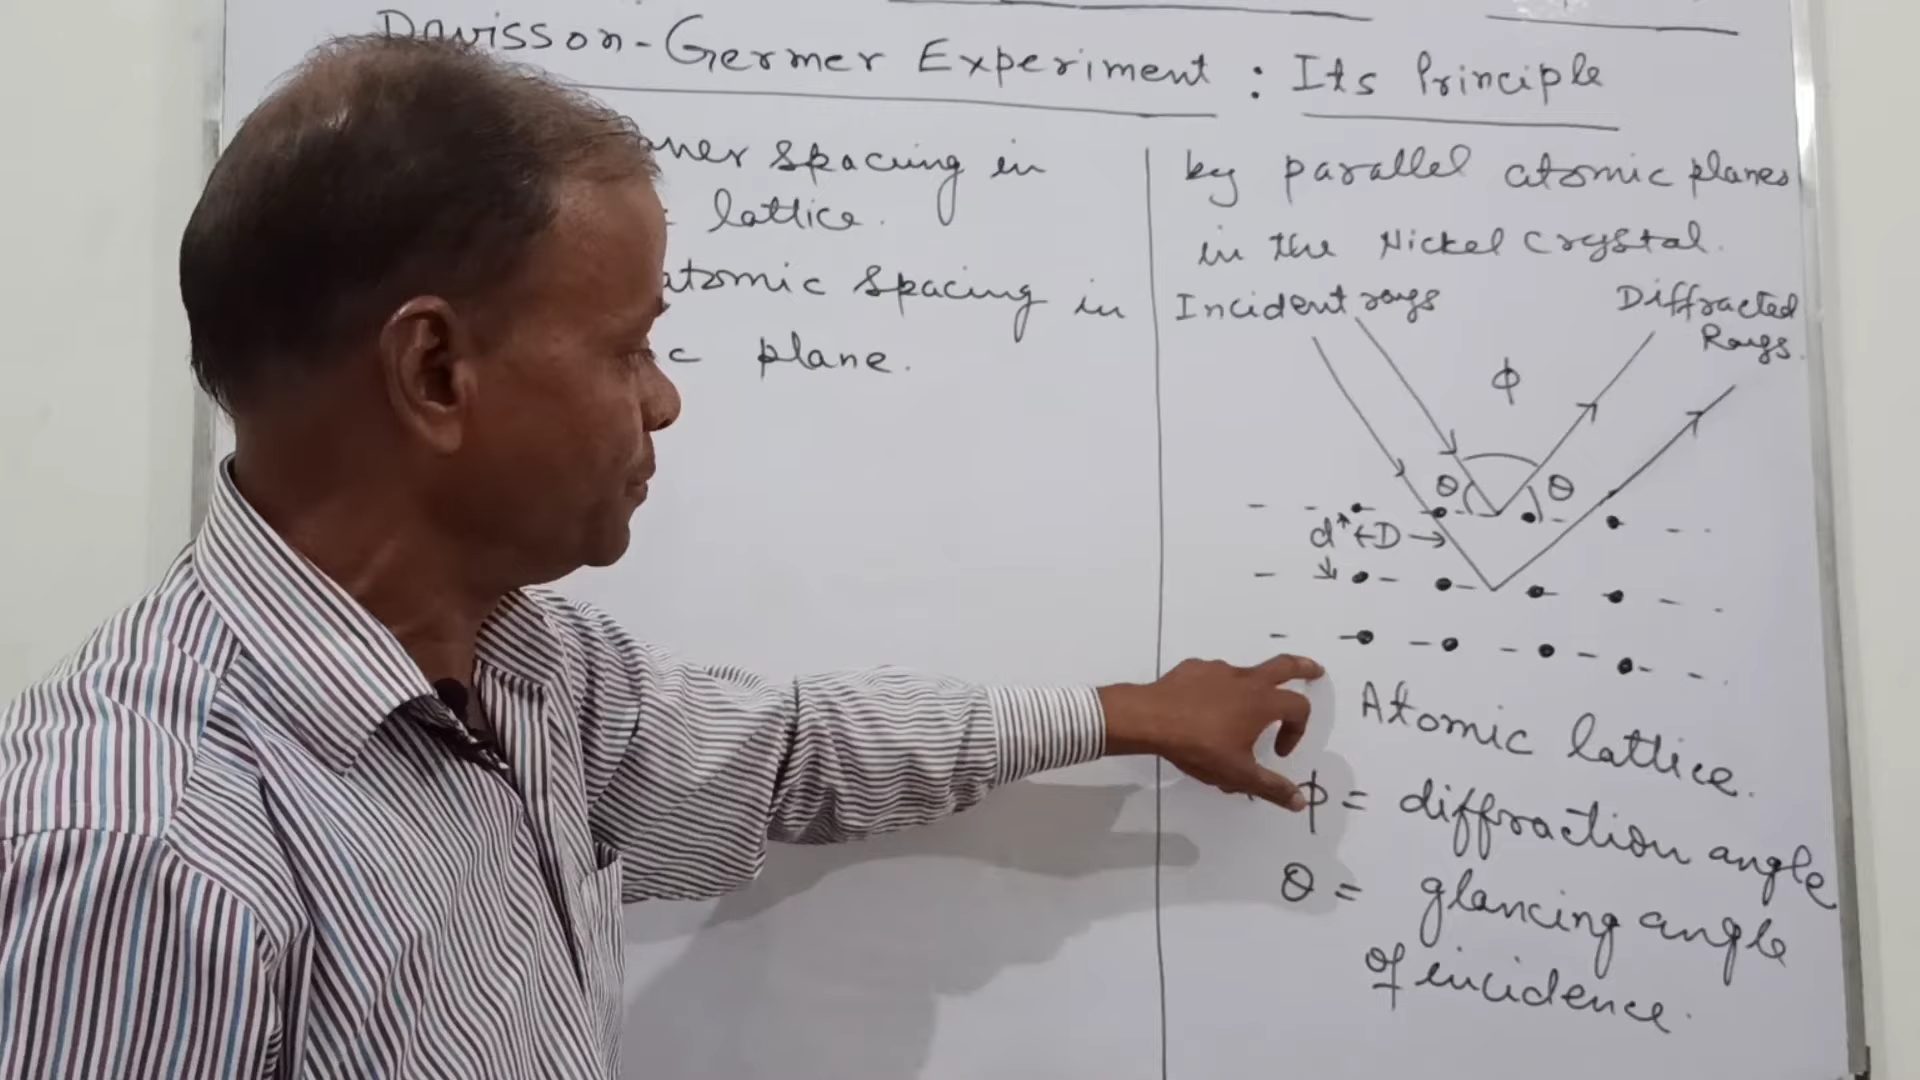 Davisson-Germer Experiment : Its Principle
spacing in
lattice.
atomic spacing in
plane.
by parallel atomic planes
in the Nickel Crystal.
Incident rays
Diffracted
Rays.
ϕ
θ θ
d ←D→
Atomic lattice.
ϕ = diffraction angle
θ = glancing angle
of incidence.